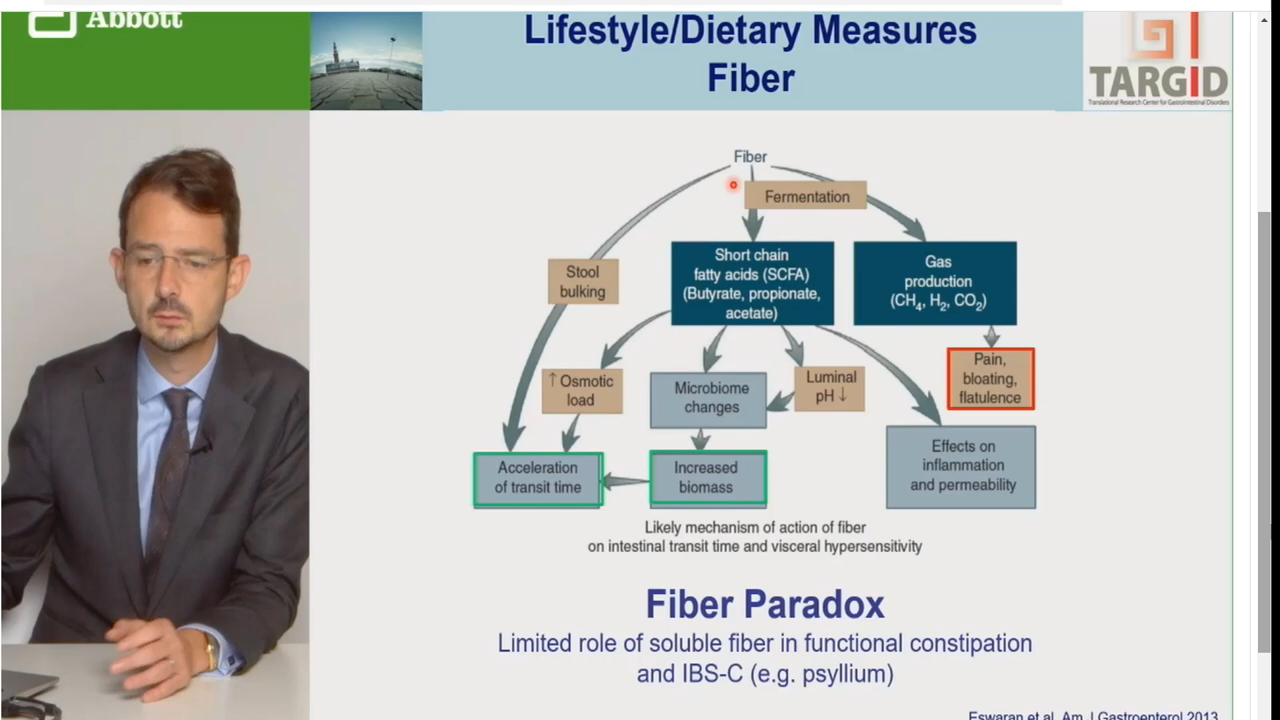 Abbott
Lifestyle/Dietary Measures
Fiber
TARGID
Translational Research Center for Gastrointestinal Disorders
Fiber
Fermentation
Stool
bulking
Short chain
fatty acids (SCFA)
(Butyrate, propionate,
acetate)
Gas
production
(CH₄, H₂, CO₂)
↑ Osmotic
load
Microbiome
changes
Luminal
pH ↓
Pain,
bloating,
flatulence
Acceleration
of transit time
Increased
biomass
Effects on
inflammation
and permeability
Likely mechanism of action of fiber
on intestinal transit time and visceral hypersensitivity
Fiber Paradox
Limited role of soluble fiber in functional constipation
and IBS-C (e.g. psyllium)
Eswaran et al. Am J Gastroenterol 2013